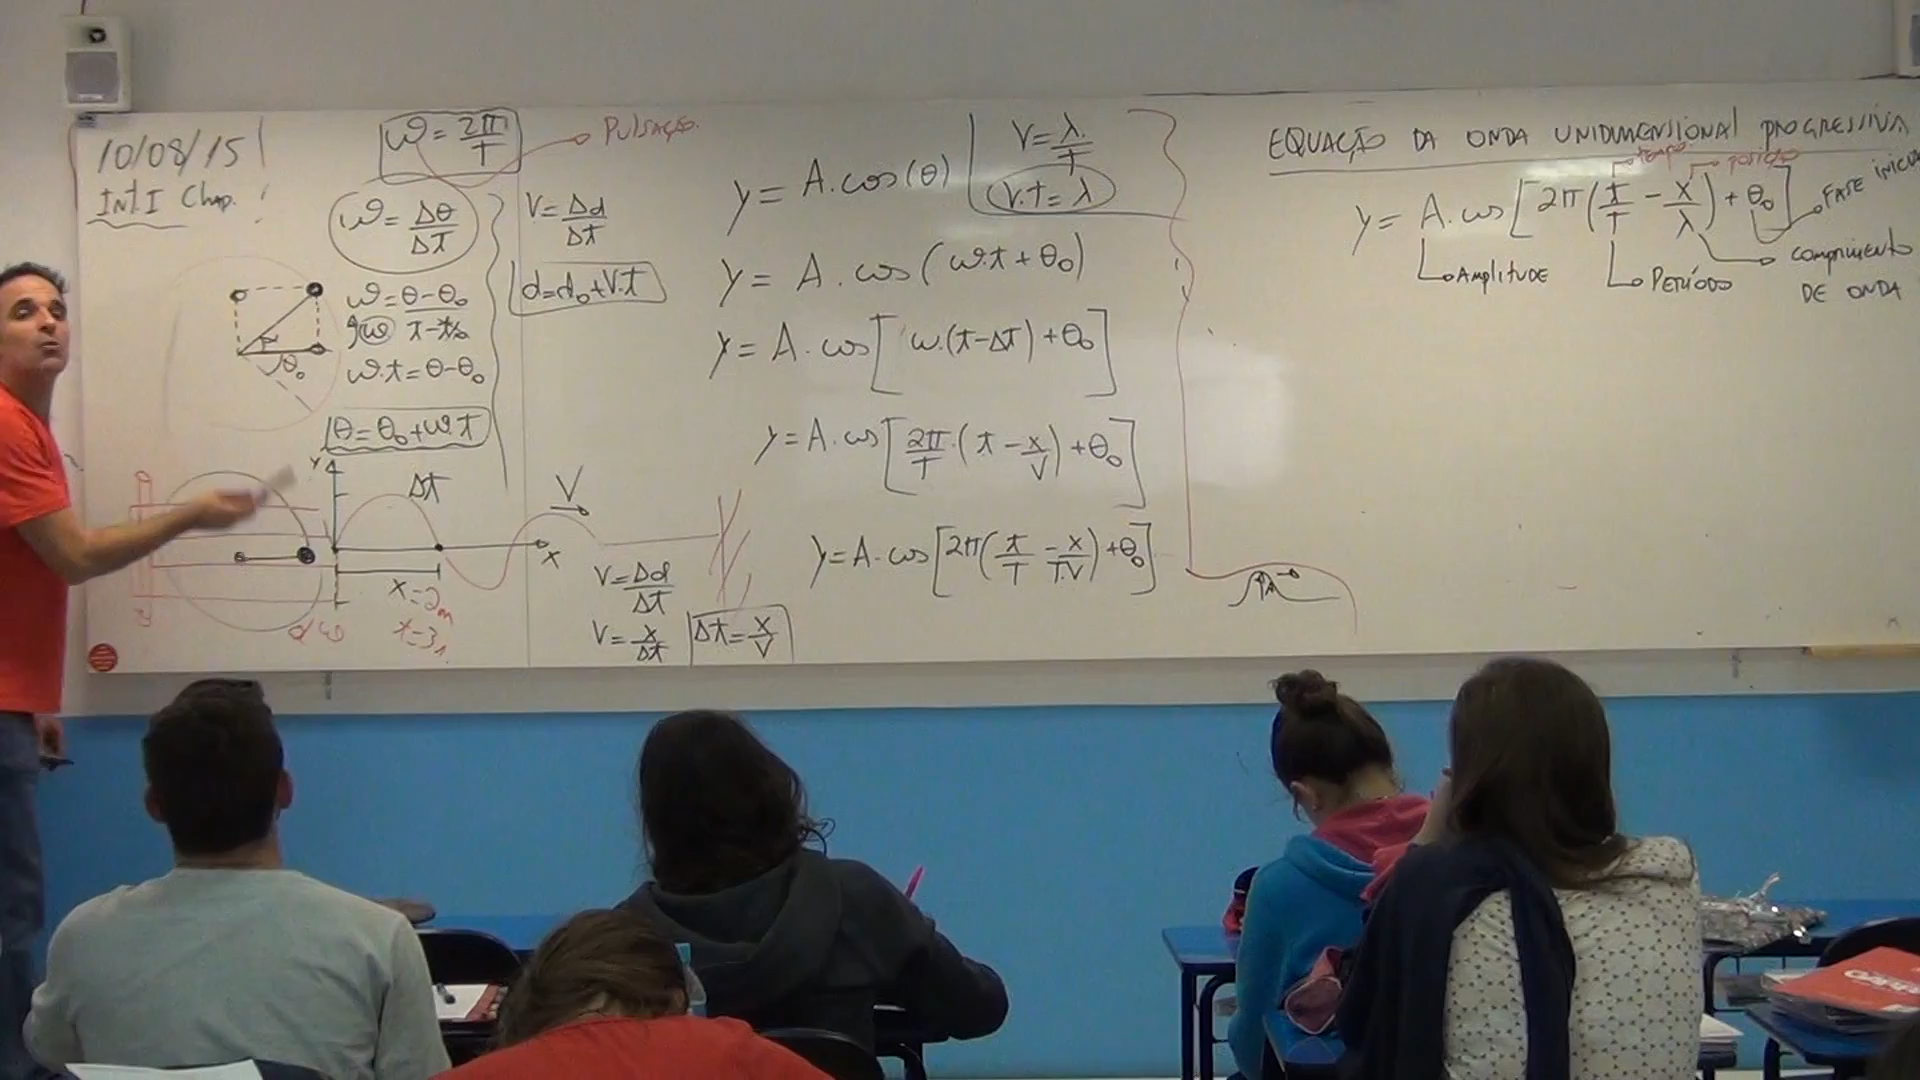 10/08/15
Int.I Chap.
ω = 2π/T
PULSAÇÃO.
ω = Δθ/ΔT
ω = θ-θ₀/t-t₀
ω.t = θ-θ₀
θ = θ₀ + ω.t
θ₀
V = Δd/Δt
d = d₀ + V.t
y
Δt
V
x
x = 2m
t = 3s
V = Δd/Δt
V = x/Δt
Δt = x/V
y = A.cos(θ)
V = λ/T
V.T = λ
y = A.cos(ω.t + θ₀)
y = A.cos[ω.(t-Δt) + θ₀]
y = A.cos[2π/T.(t - x/V) + θ₀]
y = A.cos[2π(t/T - x/T.V) + θ₀]
EQUAÇÃO DA ONDA UNIDIMENSIONAL PROGRESSIVA
tempo posição
y = A.cos[2π(t/T - x/λ) + θ₀]
FASE INICIAL
Amplitude
PERÍODO
comprimento
DE ONDA